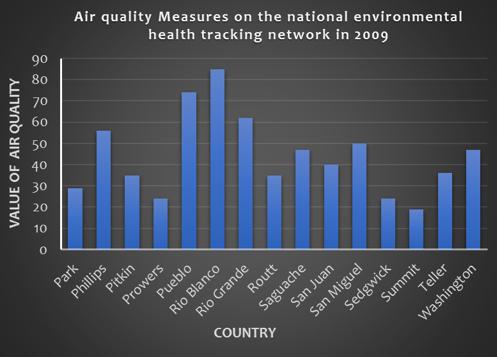 Air quality Measures on the national environmental
health tracking network in 2009
VALUE OF AIR QUALITY
90
80
70
60
50
40
30
20
10
0
Park
Phillips
Pitkin
Prowers
Pueblo
Rio Blanco
Rio Grande
Routt
Saguache
San Juan
San Miguel
Sedgwick
Summit
Teller
Washington
COUNTRY